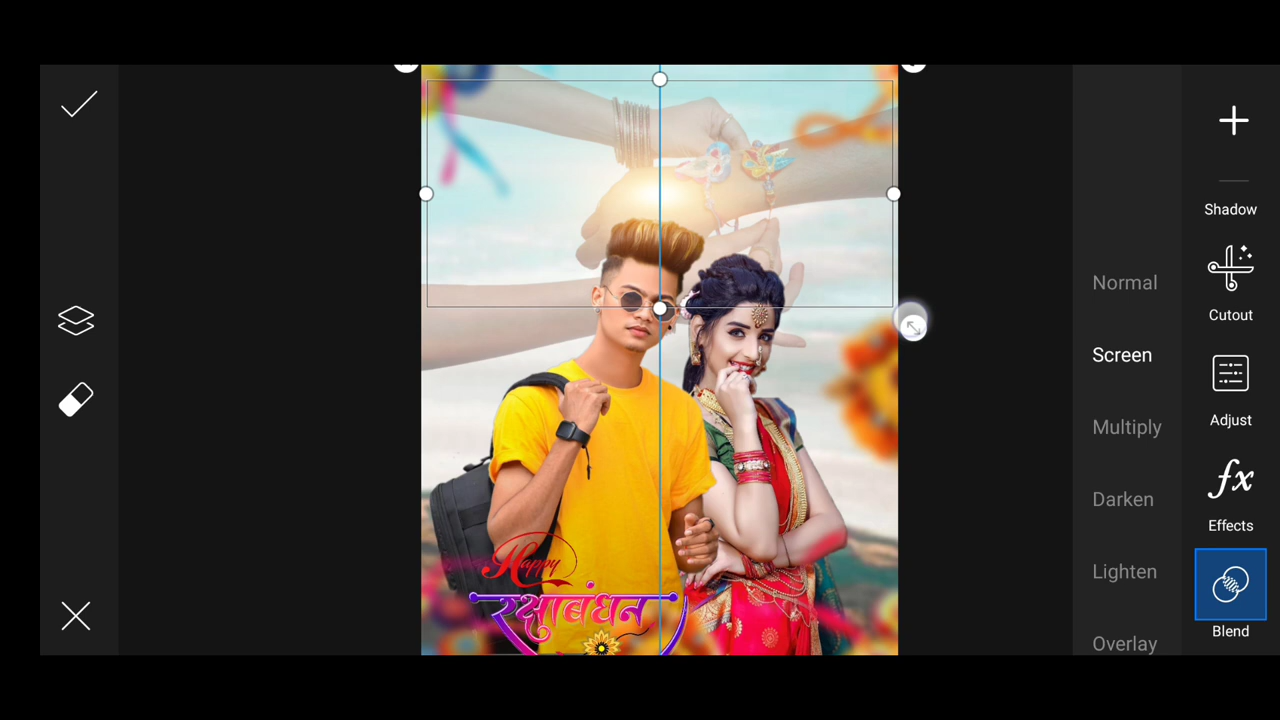 Shadow
Cutout
Normal
Screen
Adjust
Multiply
Darken
Effects
Lighten
Blend
Overlay
Happy
रक्षाबंधन